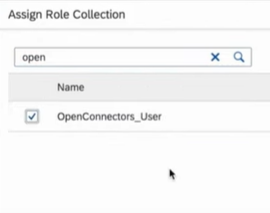 Assign Role Collection
open
Name
OpenConnectors_User